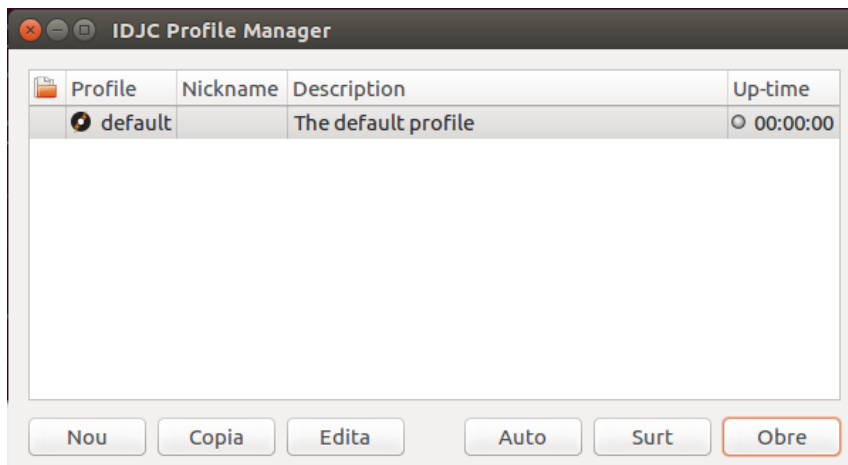 IDJC Profile Manager
Profile Nickname Description Up-time
default The default profile 00:00:00
Nou Copia Edita Auto Surt Obre